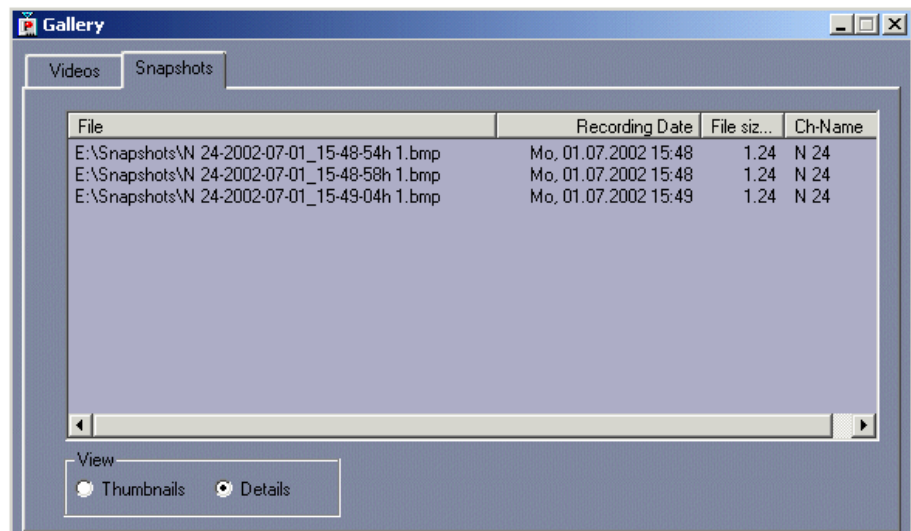 Gallery
Videos Snapshots
File Recording Date File siz... Ch-Name
E:\Snapshots\N 24-2002-07-01_15-48-54h 1.bmp Mo, 01.07.2002 15:48 1.24 N 24
E:\Snapshots\N 24-2002-07-01_15-48-58h 1.bmp Mo, 01.07.2002 15:48 1.24 N 24
E:\Snapshots\N 24-2002-07-01_15-49-04h 1.bmp Mo, 01.07.2002 15:49 1.24 N 24
View
Thumbnails Details